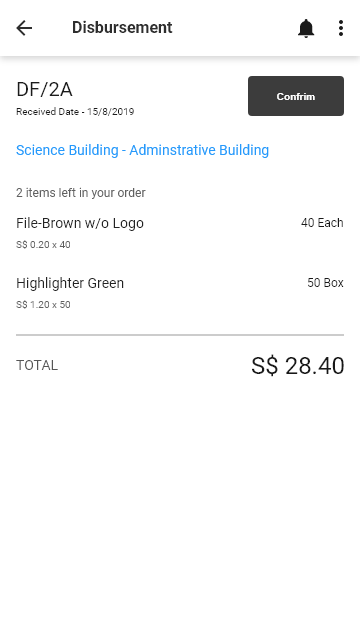 Disbursement
DF/2A
Confrim
Received Date - 15/8/2019
Science Building - Adminstrative Building
2 items left in your order
File-Brown w/o Logo 40 Each
S$ 0.20 x 40
Highlighter Green 50 Box
S$ 1.20 x 50
TOTAL S$ 28.40